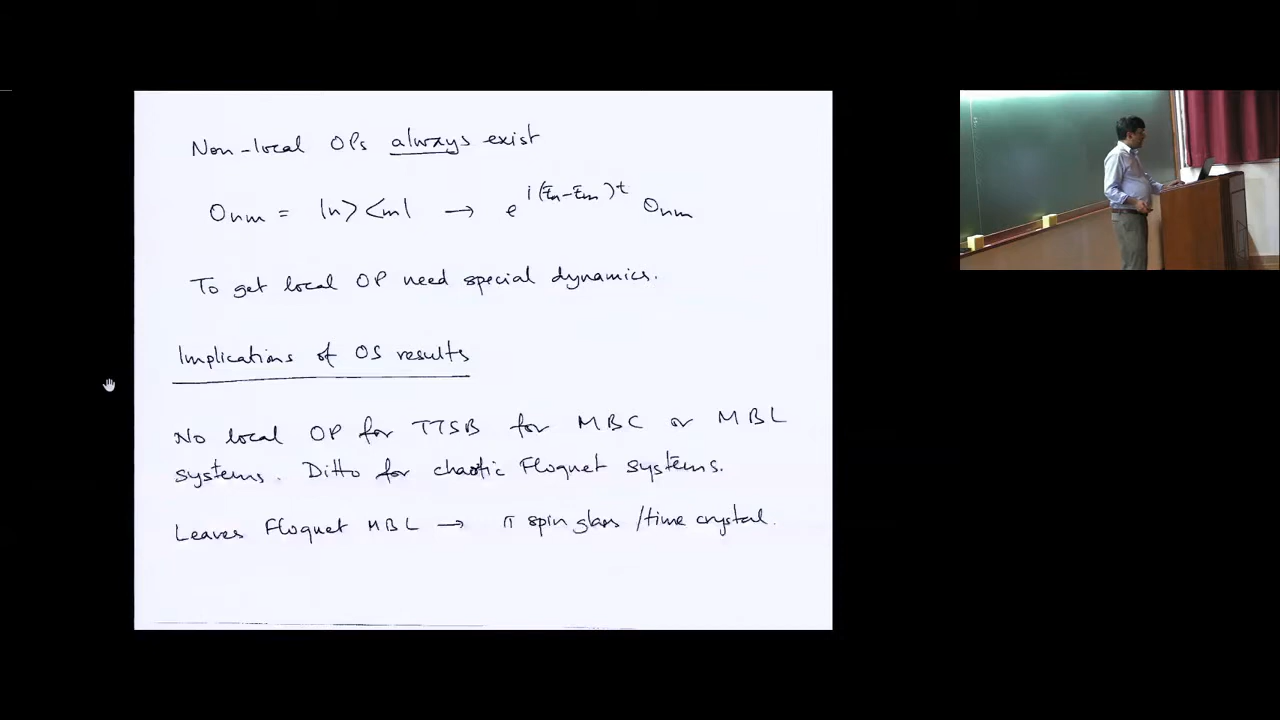 Non-local OPs always exist
Onm = |n> <m| → e^{i(En-Em)t} Onm
To get local OP need special dynamics.
Implications of OS results
No local OP for TTSB for MBC or MBL
systems. Ditto for chaotic Floquet systems.
Leaves Floquet MBL → π spin glass /time crystal.